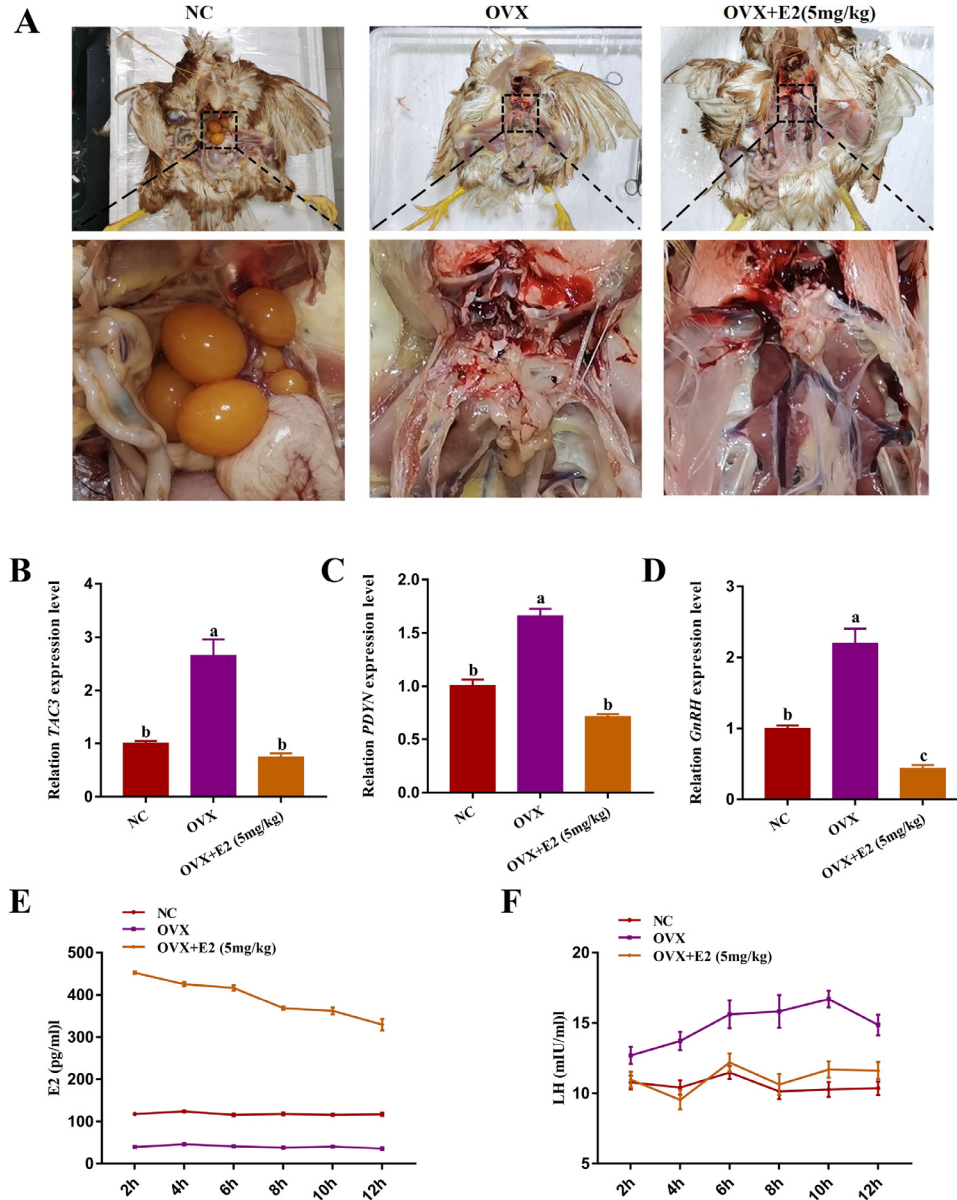 A
NC
OVX
OVX+E2(5mg/kg)
B
Relation TAC3 expression level
4
3
2
1
0
b
a
b
NC
OVX
OVX+E2 (5mg/kg)
C
Relation PDYN expression level
2.0
1.5
1.0
0.5
0.0
b
a
b
NC
OVX
OVX+E2 (5mg/kg)
D
Relation GnRH expression level
3
2
1
0
b
a
c
NC
OVX
OVX+E2 (5mg/kg)
E
NC
OVX
OVX+E2 (5mg/kg)
E2 (pg/ml)l
500
400
300
200
100
0
2h
4h
6h
8h
10h
12h
F
NC
OVX
OVX+E2 (5mg/kg)
LH (mIU/ml)l
20
15
10
5
2h
4h
6h
8h
10h
12h